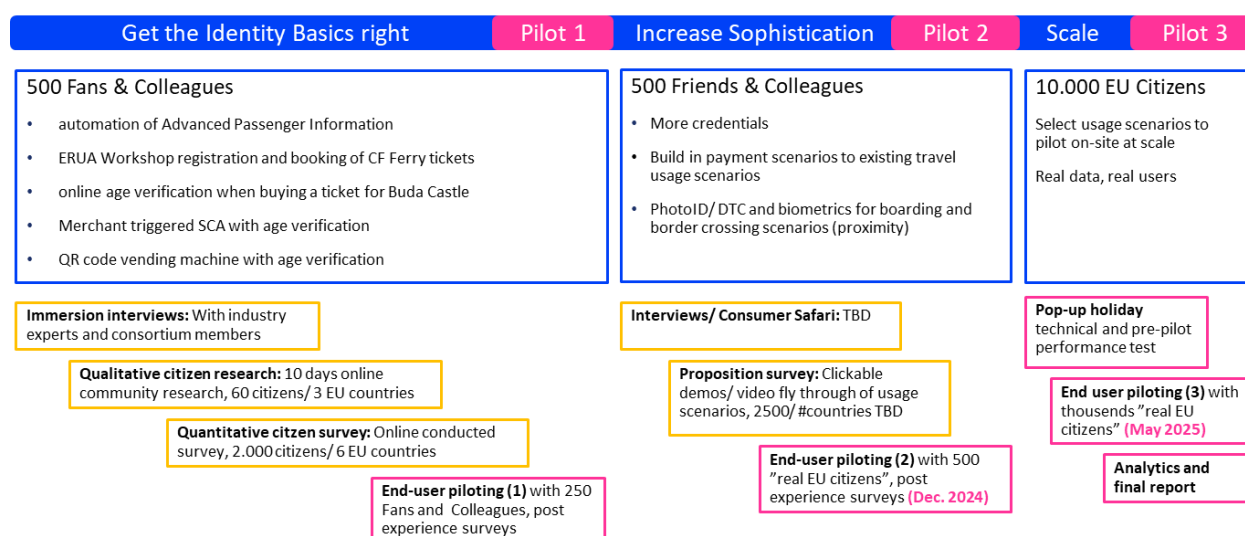 Get the Identity Basics right
Pilot 1
Increase Sophistication
Pilot 2
Scale
Pilot 3
500 Fans & Colleagues
• automation of Advanced Passenger Information
• ERUA Workshop registration and booking of CF Ferry tickets
• online age verification when buying a ticket for Buda Castle
• Merchant triggered SCA with age verification
• QR code vending machine with age verification
500 Friends & Colleagues
• More credentials
• Build in payment scenarios to existing travel
usage scenarios
• PhotoID/ DTC and biometrics for boarding and
border crossing scenarios (proximity)
10.000 EU Citizens
Select usage scenarios to
pilot on-site at scale
Real data, real users
Immersion interviews: With industry
experts and consortium members
Qualitative citizen research: 10 days online
community research, 60 citizens/ 3 EU countries
Quantitative citzen survey: Online conducted
survey, 2.000 citizens/ 6 EU countries
End-user piloting (1) with 250
Fans and Colleagues, post
experience surveys
Interviews/ Consumer Safari: TBD
Proposition survey: Clickable
demos/ video fly through of usage
scenarios, 2500/ #countries TBD
End-user piloting (2) with 500
"real EU citizens", post
experience surveys (Dec. 2024)
Pop-up holiday
technical and pre-pilot
performance test
End user piloting (3) with
thousends "real EU
citizens" (May 2025)
Analytics and
final report